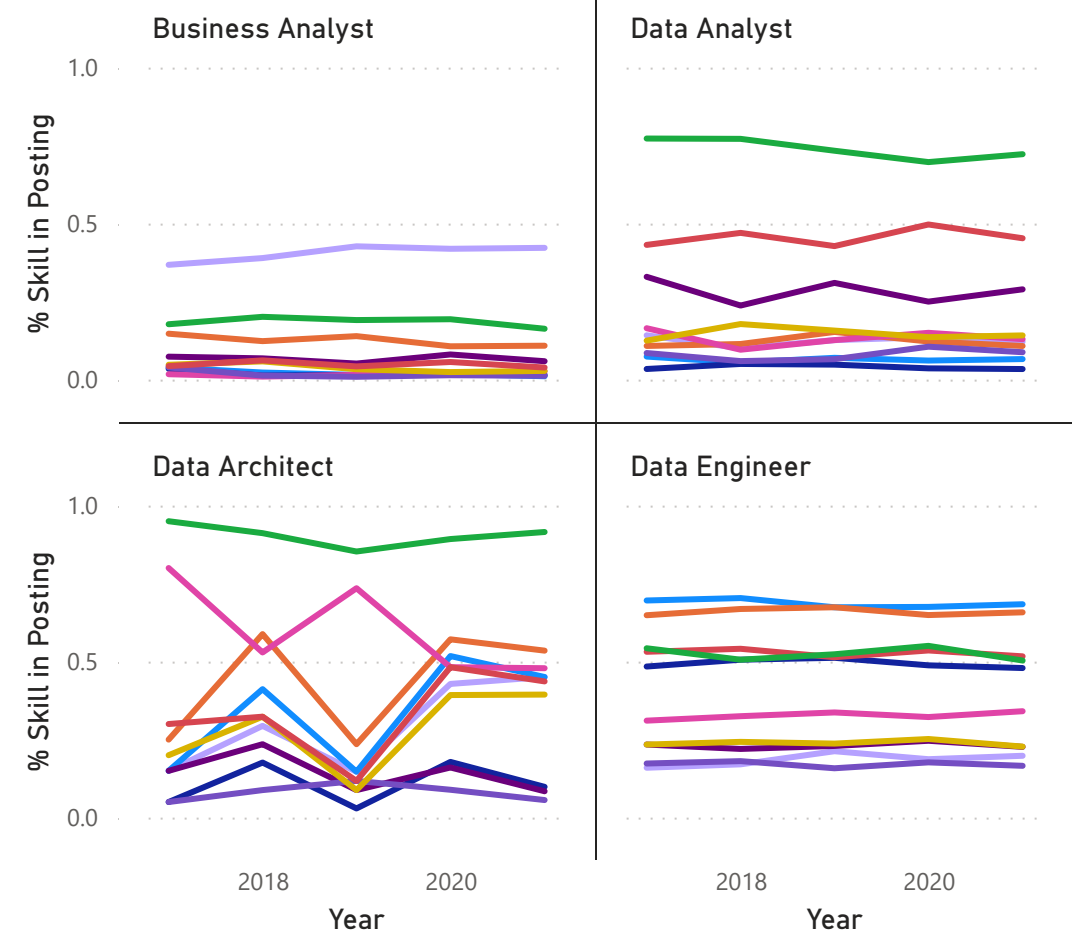 Business Analyst
Data Analyst
1.0
0.5
0.0
% Skill in Posting
Data Architect
Data Engineer
1.0
0.5
0.0
% Skill in Posting
2018
2020
2018
2020
Year
Year